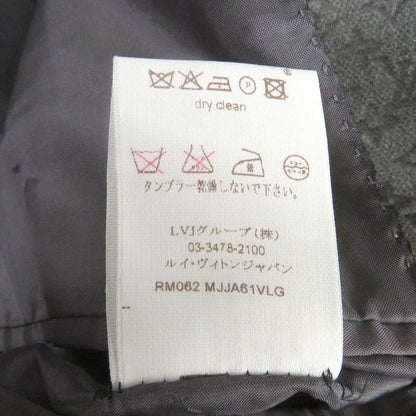 P
®
dry clean
タンブラー乾燥しないで下さい。
LVJグループ(株)
03-3478-2100
ルイ・ヴィトンジャパン
RM062 MJJA61VLG